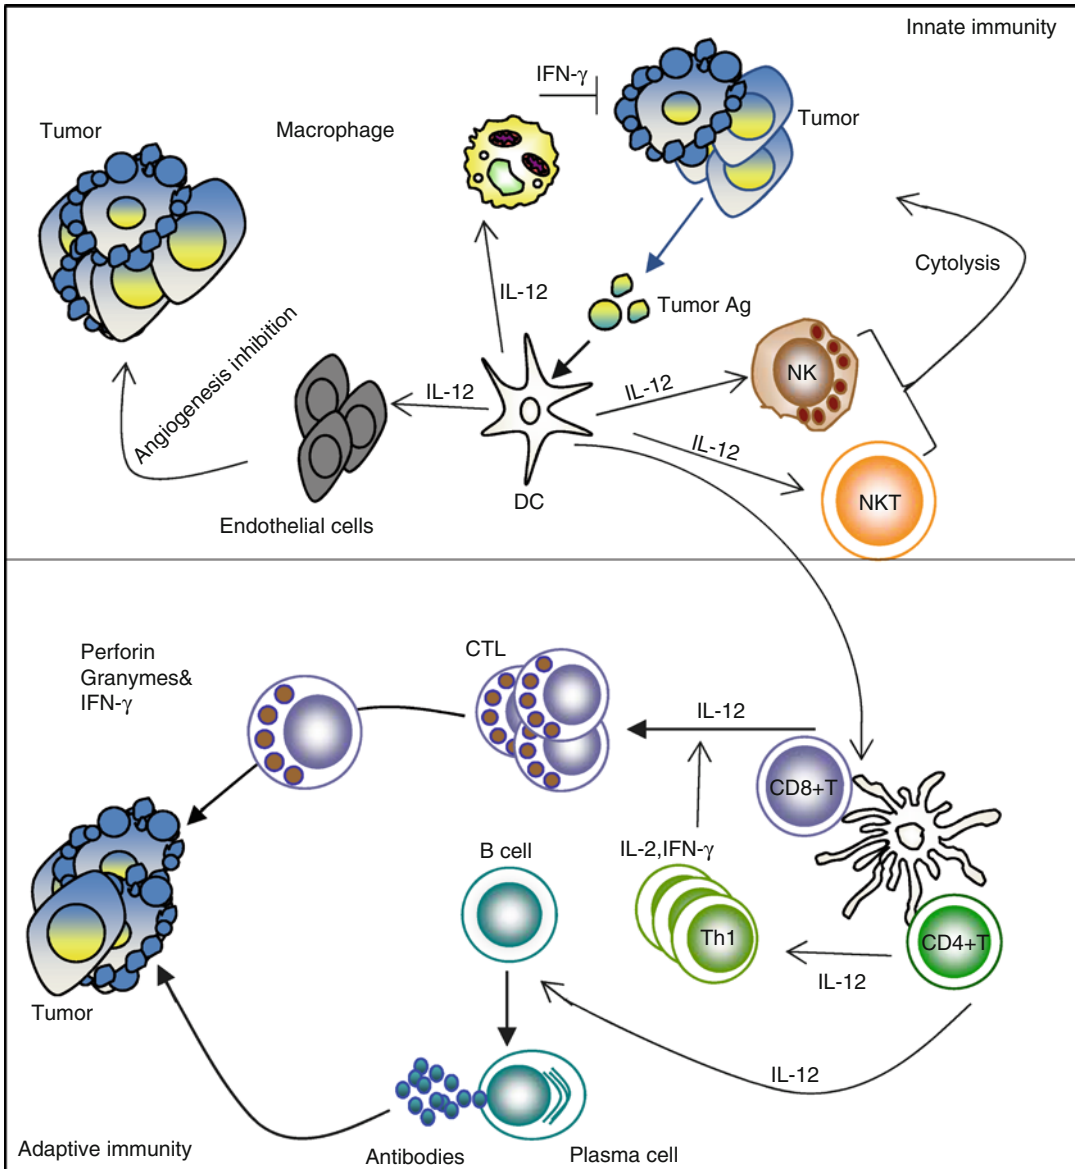 Innate immunity
IFN-γ
Tumor
Macrophage
Tumor
Cytolysis
IL-12
Tumor Ag
Angiogenesis inhibition
IL-12
IL-12
NK
IL-12
DC
NKT
Endothelial cells
Perforin
Granymes&
IFN-γ
CTL
IL-12
CD8+T
IL-2,IFN-γ
B cell
Th1
CD4+T
IL-12
Tumor
IL-12
Adaptive immunity
Antibodies
Plasma cell